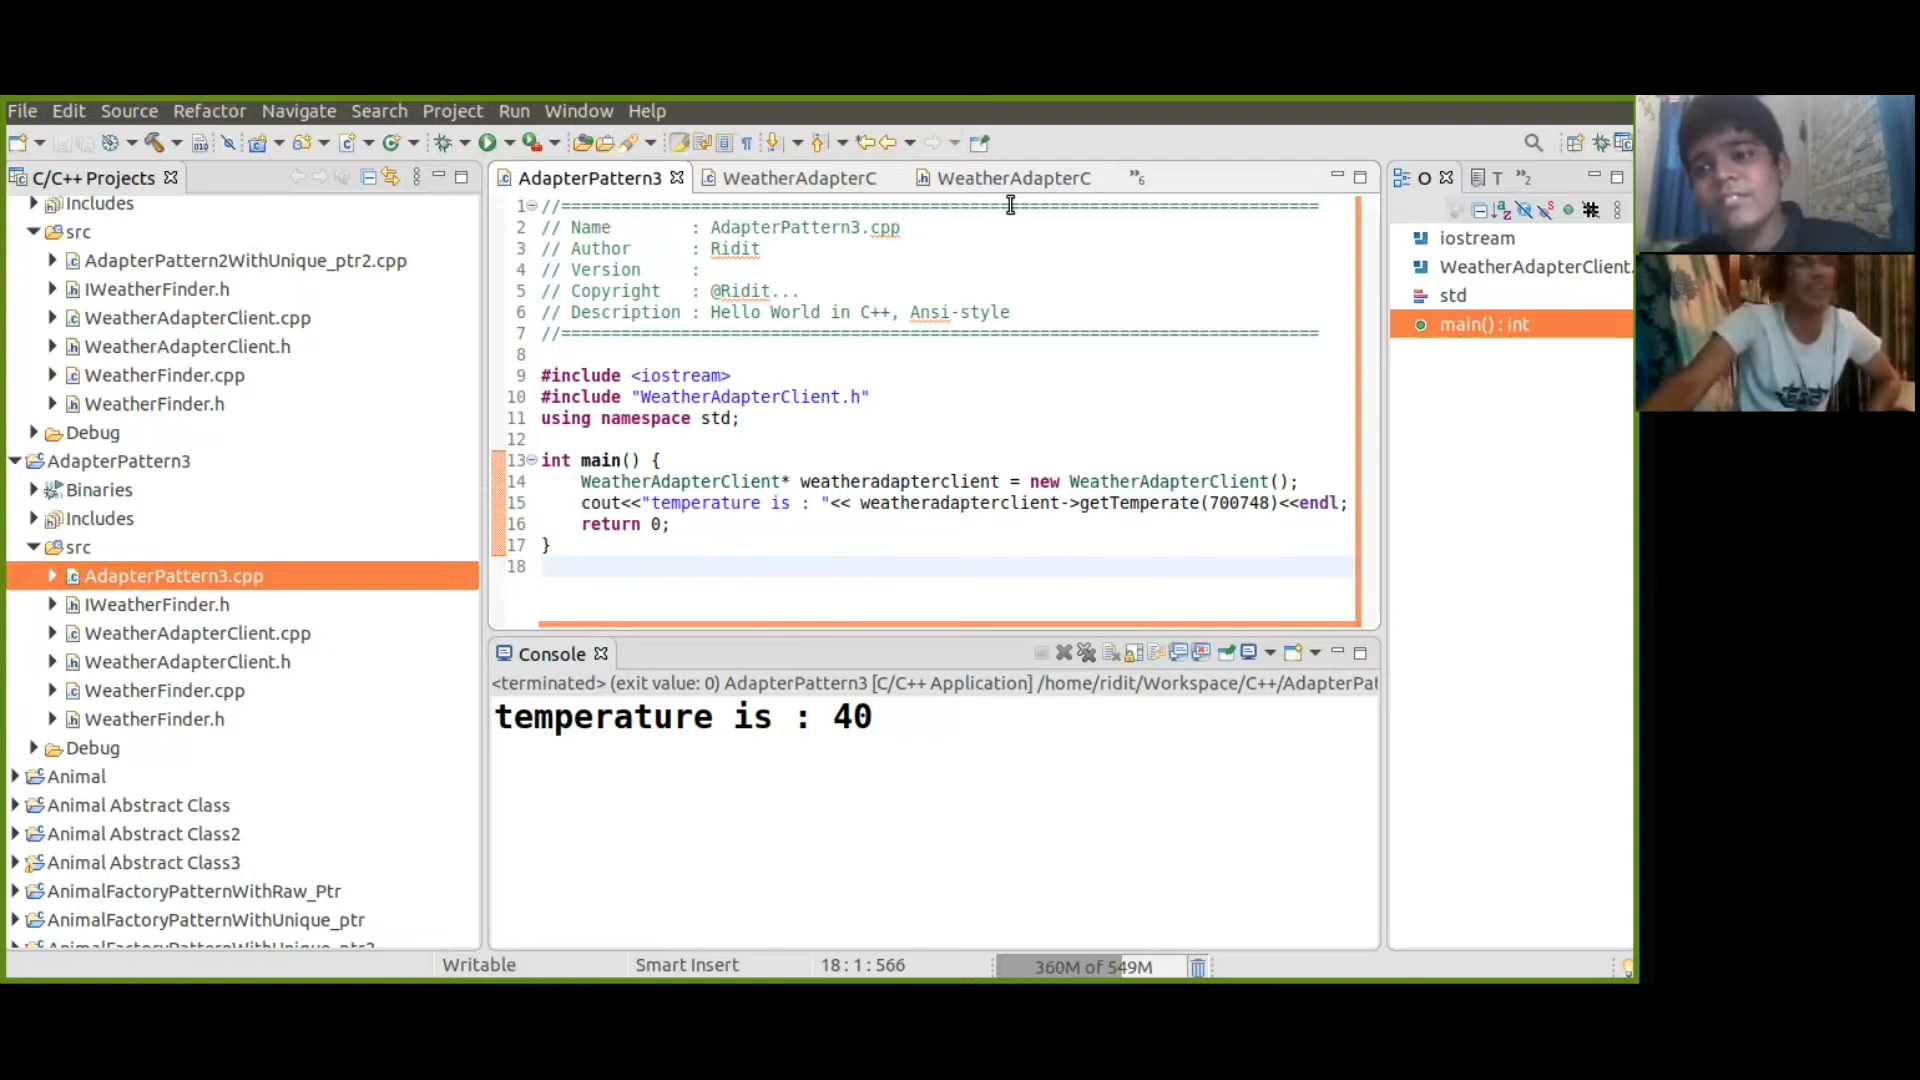 File Edit Source Refactor Navigate Search Project Run Window Help
C/C++ Projects
Includes
src
AdapterPattern2WithUnique_ptr2.cpp
IWeatherFinder.h
WeatherAdapterClient.cpp
WeatherAdapterClient.h
WeatherFinder.cpp
WeatherFinder.h
Debug
AdapterPattern3
Binaries
Includes
src
AdapterPattern3.cpp
IWeatherFinder.h
WeatherAdapterClient.cpp
WeatherAdapterClient.h
WeatherFinder.cpp
WeatherFinder.h
Debug
Animal
Animal Abstract Class
Animal Abstract Class2
Animal Abstract Class3
AnimalFactoryPatternWithRaw_Ptr
AnimalFactoryPatternWithUnique_ptr
AnimalFactoryPatternWithUnique_ptr2
AdapterPattern3 WeatherAdapterC WeatherAdapterC »6
1 //============================================================================
2 // Name : AdapterPattern3.cpp
3 // Author : Ridit
4 // Version :
5 // Copyright : @Ridit...
6 // Description : Hello World in C++, Ansi-style
7 //============================================================================
8
9 #include <iostream>
10 #include "WeatherAdapterClient.h"
11 using namespace std;
12
13 int main() {
14 WeatherAdapterClient* weatheradapterclient = new WeatherAdapterClient();
15 cout<<"temperature is : "<< weatheradapterclient->getTemperate(700748)<<endl;
16 return 0;
17 }
18
Console
<terminated> (exit value: 0) AdapterPattern3 [C/C++ Application] /home/ridit/Workspace/C++/AdapterPat
temperature is : 40
O T »2
iostream
WeatherAdapterClient.
std
main() : int
Writable Smart Insert 18 : 1 : 566 360M of 549M